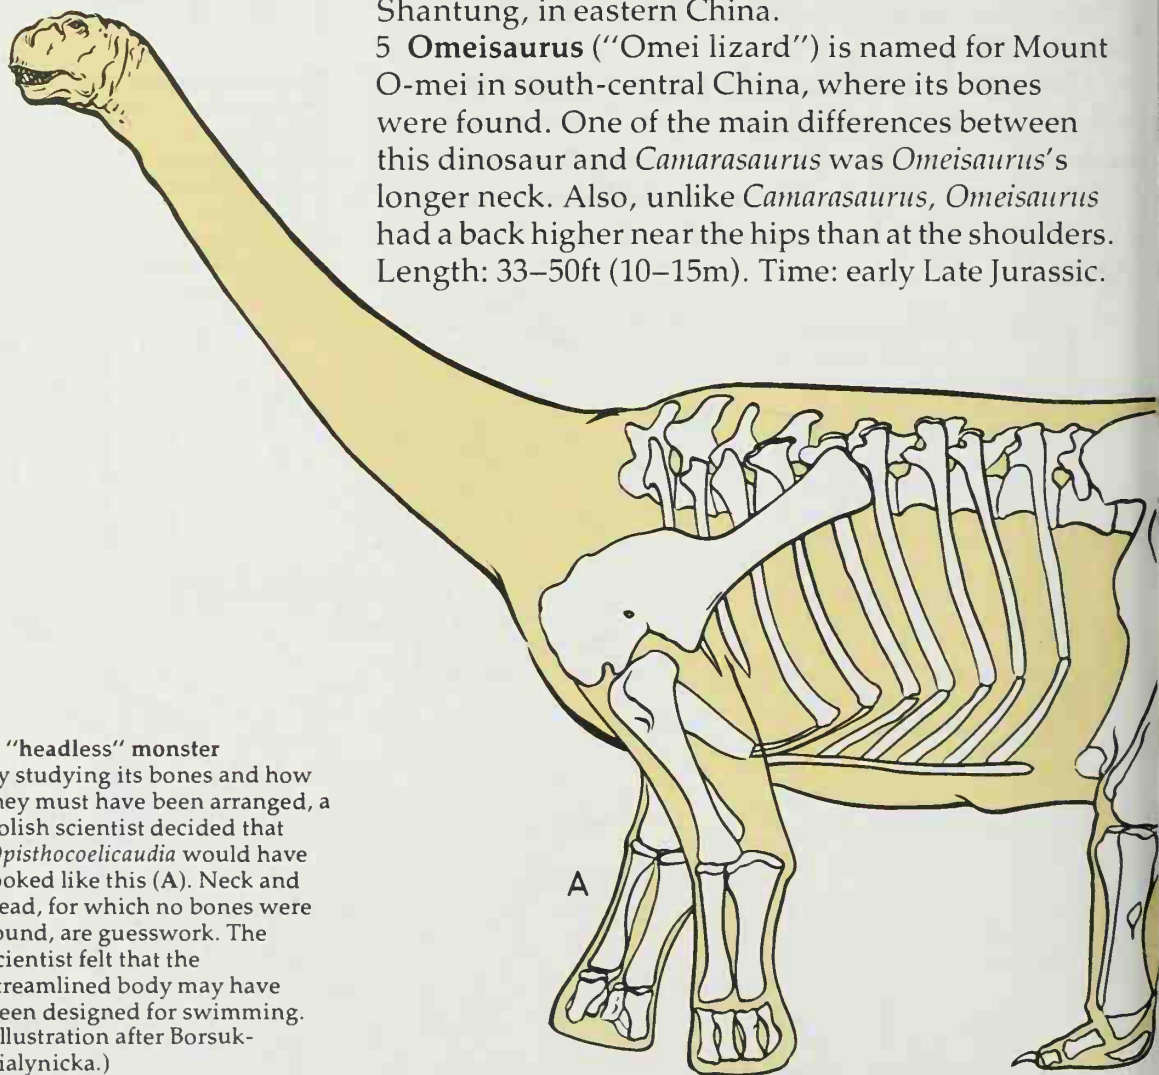 Shantung, in eastern China.
5 Omeisaurus (“Omei lizard”) is named for Mount
O-mei in south-central China, where its bones
were found. One of the main differences between
this dinosaur and Camarasaurus was Omeisaurus’s
longer neck. Also, unlike Camarasaurus, Omeisaurus
had a back higher near the hips than at the shoulders.
Length: 33–50ft (10–15m). Time: early Late Jurassic.
"headless" monster
y studying its bones and how
hey must have been arranged, a
olish scientist decided that
pisthocoelicaudia would have
ooked like this (A). Neck and
ead, for which no bones were
ound, are guesswork. The
cientist felt that the
treamlined body may have
een designed for swimming.
llustration after Borsuk-
ialynicka.)
A